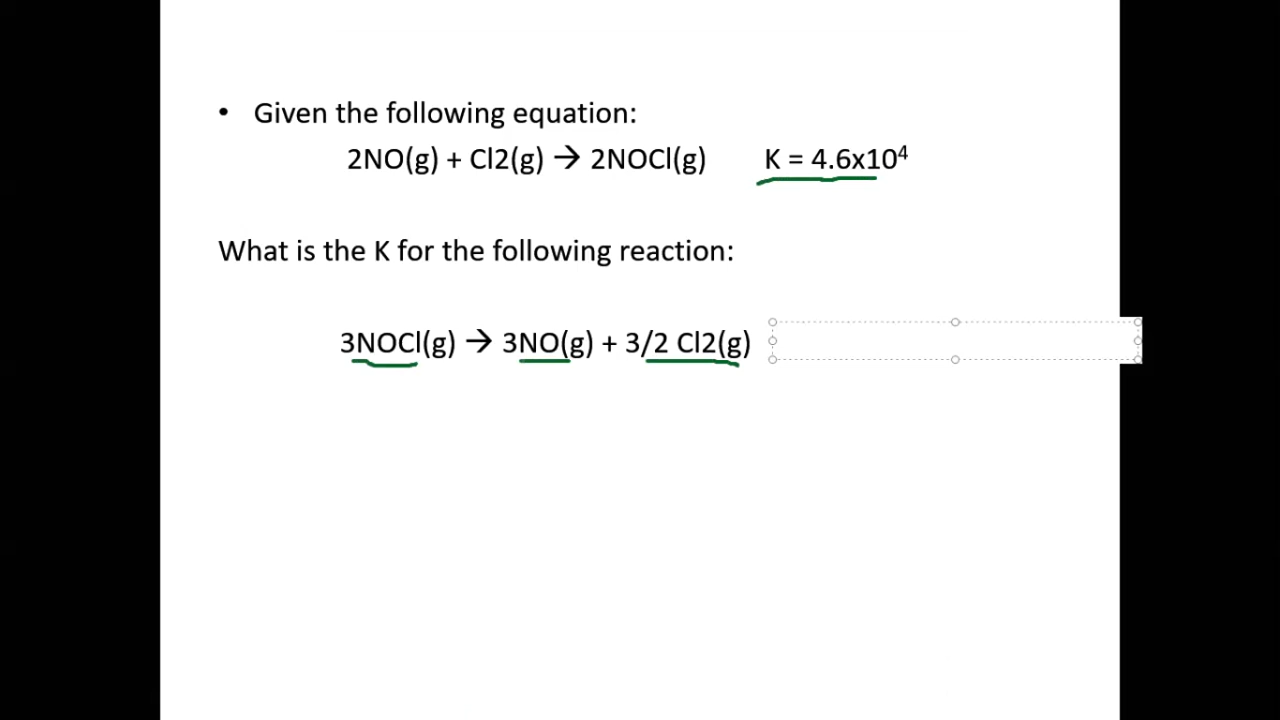 • Given the following equation:
2NO(g) + Cl2(g) → 2NOCl(g) K = 4.6x10⁴
What is the K for the following reaction:
3NOCl(g) → 3NO(g) + 3/2 Cl2(g)